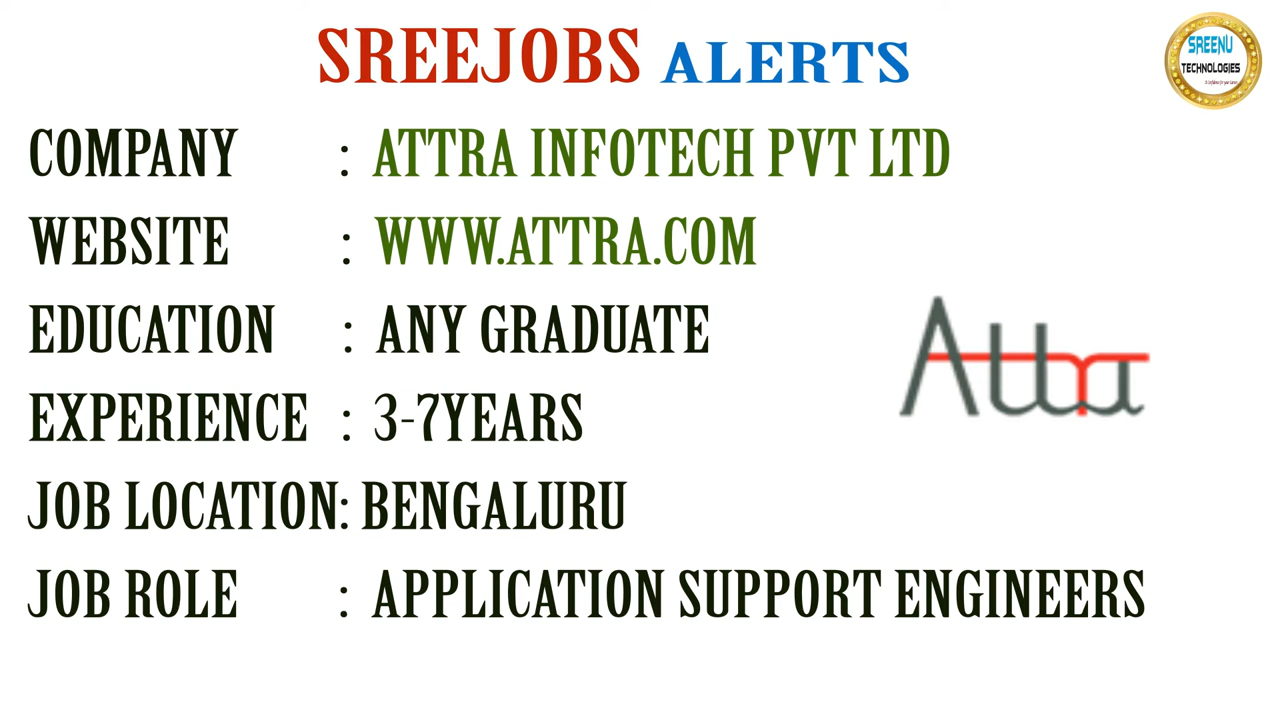 SREEJOBS ALERTS
SREENU
TECHNOLOGIES
COMPANY : ATTRA INFOTECH PVT LTD
WEBSITE : WWW.ATTRA.COM
EDUCATION : ANY GRADUATE
Attra
EXPERIENCE : 3-7YEARS
JOB LOCATION: BENGALURU
JOB ROLE : APPLICATION SUPPORT ENGINEERS